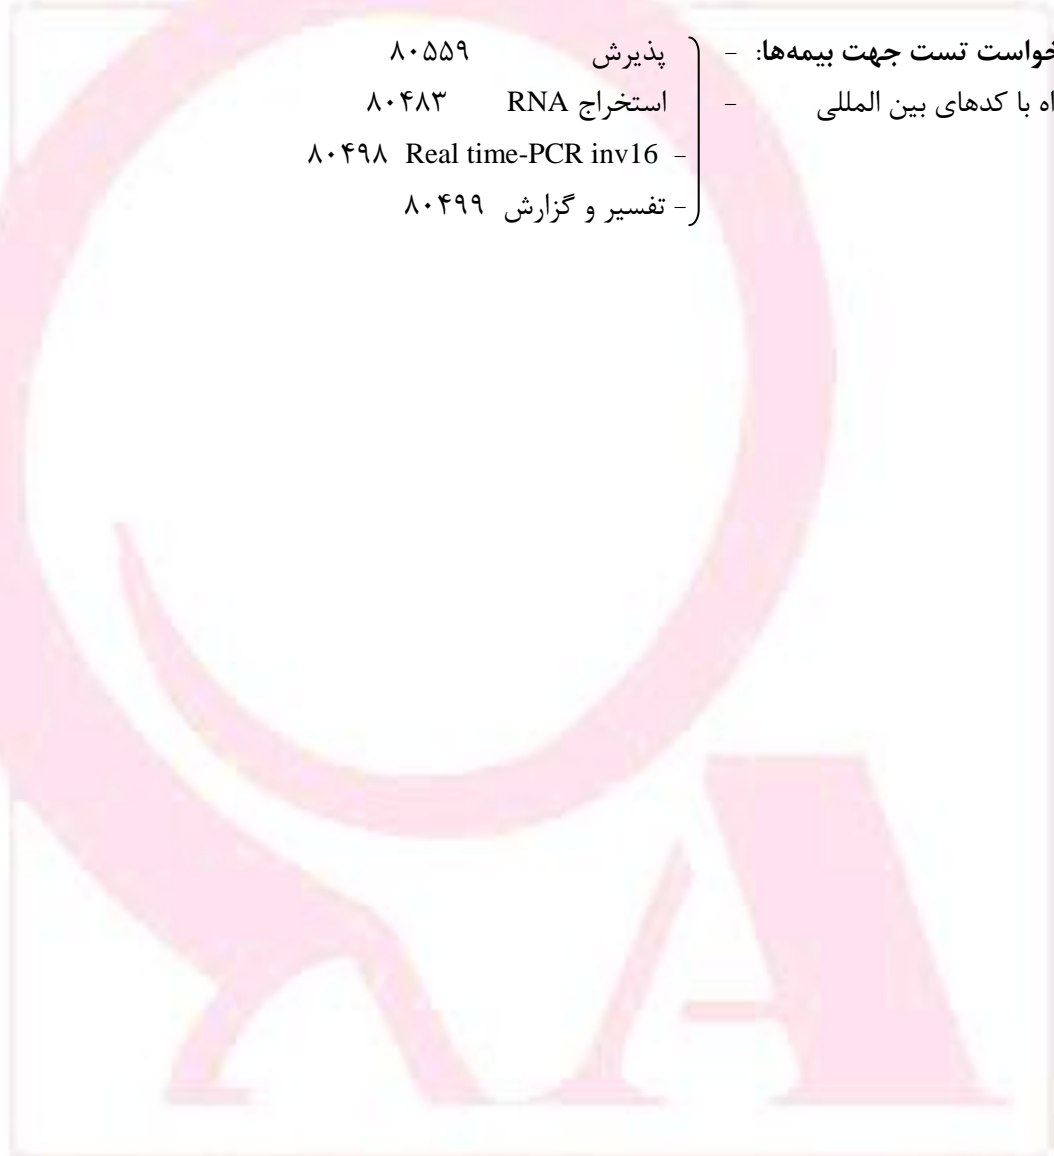 خواست تست جهت بیمه‌ها: - پذیرش ۸۰۵۵۹
اه با کدهای بین المللی - استخراج RNA ۸۰۴۸۳
- Real time-PCR inv16 ۸۰۴۹۸
- تفسیر و گزارش ۸۰۴۹۹